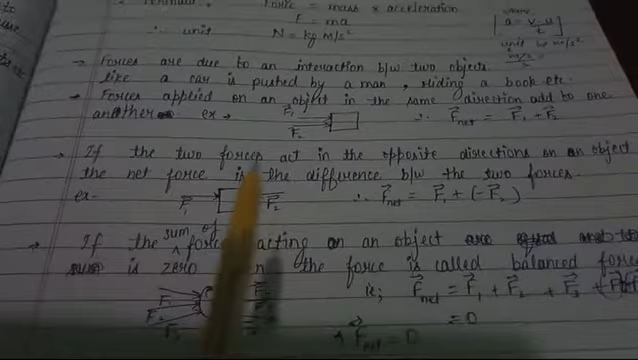 Force = mass × acceleration
F = ma
∴ unit N = kg m/s²
a = v-u/t
unit m/s²
→ Forces are due to an interaction b/w two objects
like a car is pushed by a man, sliding a book etc.
→ Forces applied on an object in the same direction add to one
another ex → F₁ F₂ ∴ F⃗net = F⃗₁ + F⃗₂
→ If the two forces act in the opposite directions on an object
the net force is the difference b/w the two forces.
ex- F⃗₁ F⃗₂ ∴ F⃗net = F⃗₁ + (-F⃗₂)
→ If the sum of forces acting on an object
is zero the force is called balanced force
ie; F⃗net = F⃗₁ + F⃗₂ + F⃗₃
F₁
F₂ = 0
F₃ F⃗net = 0